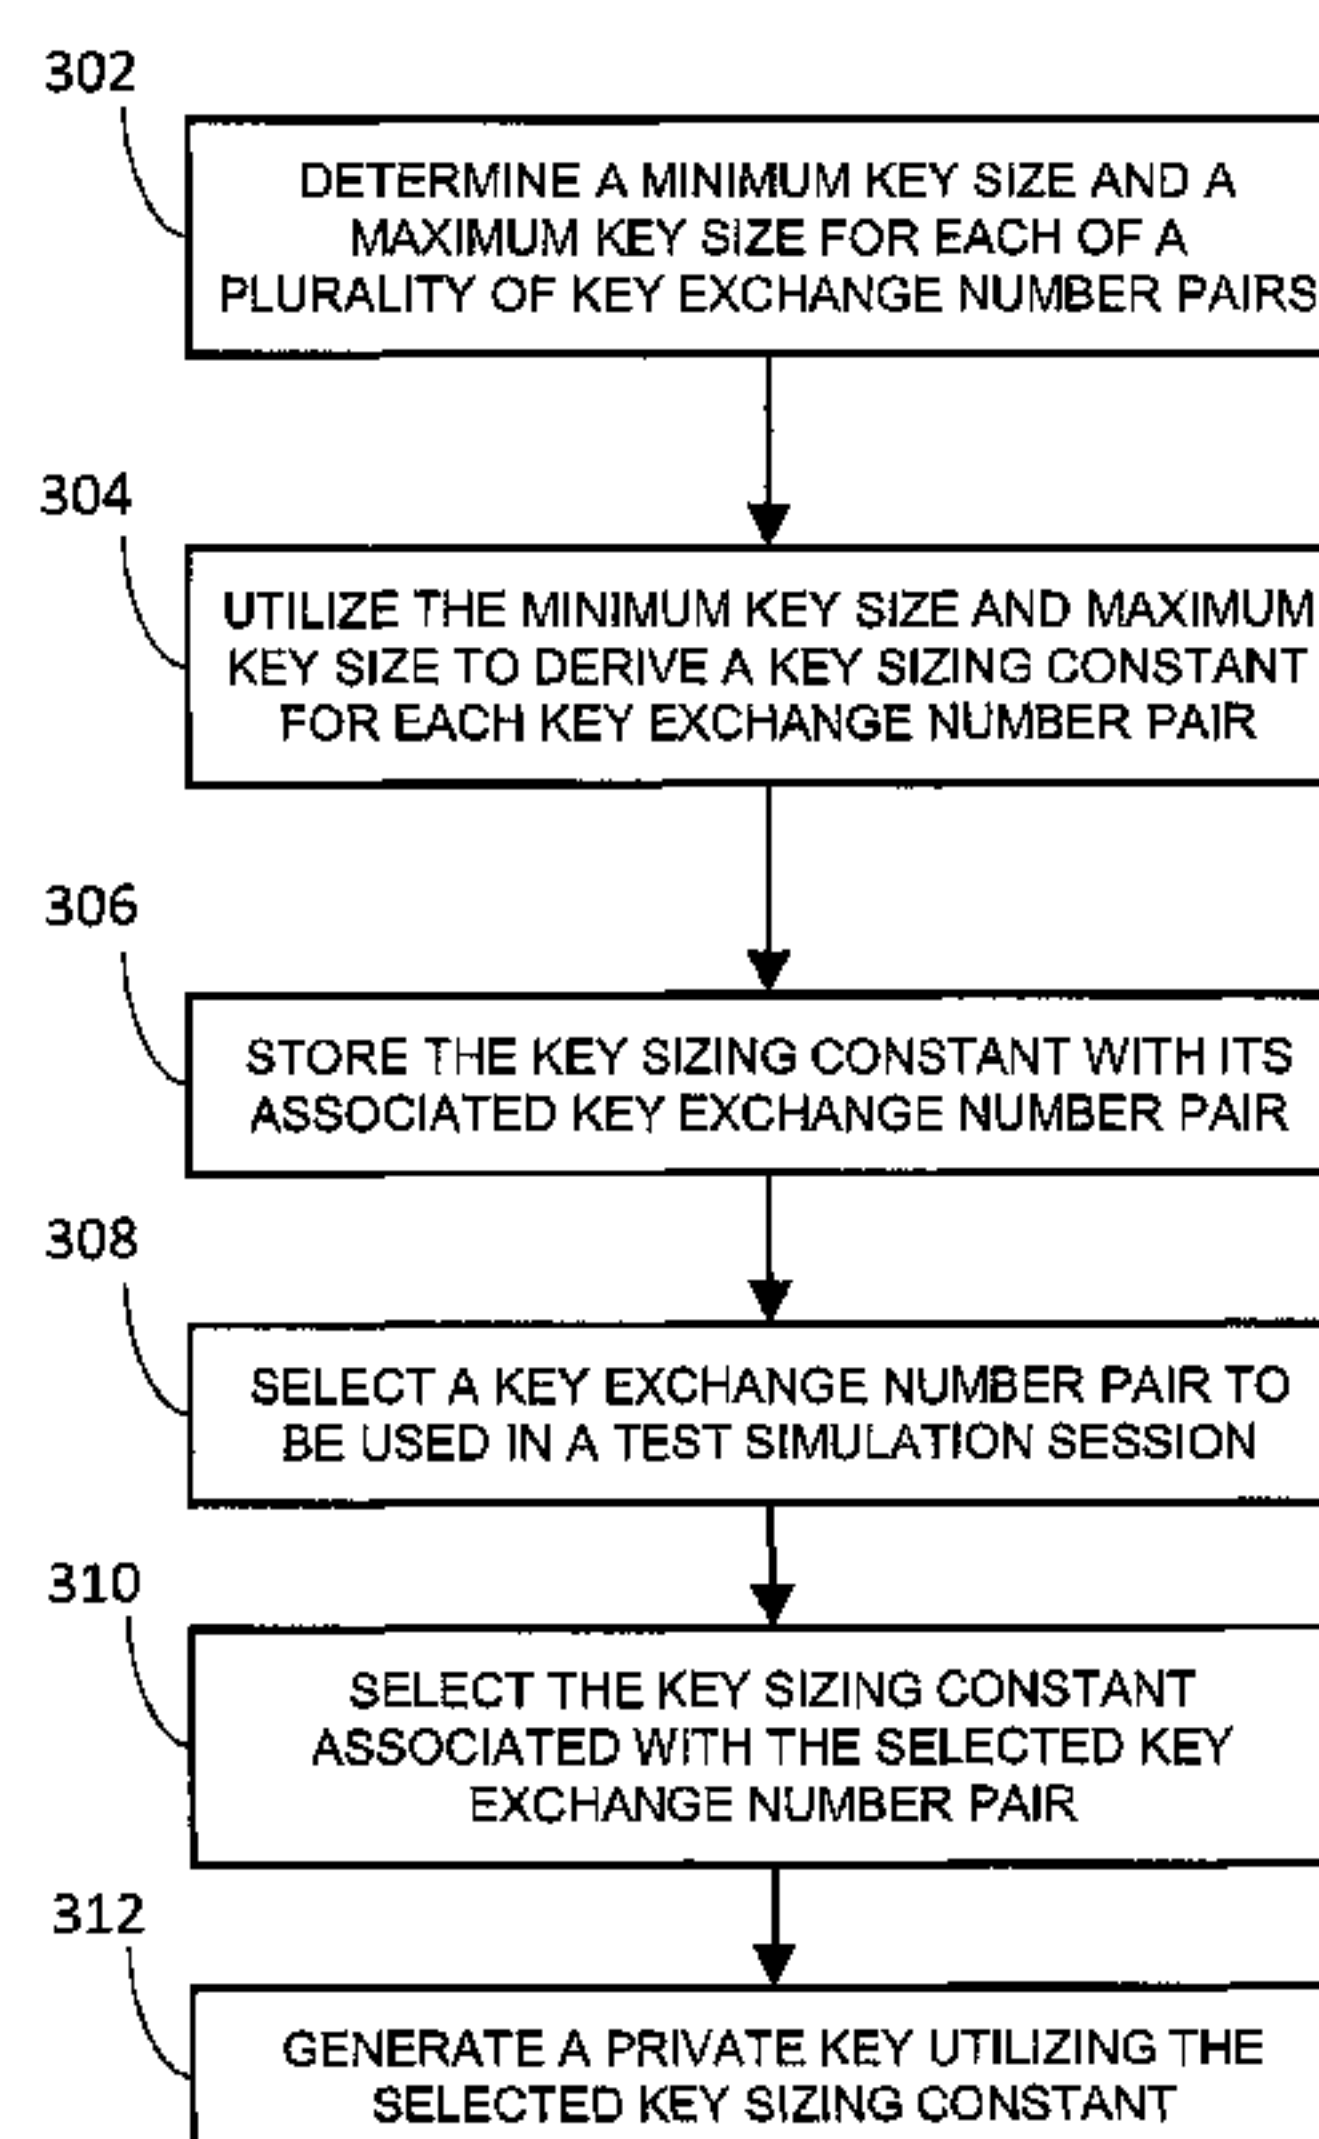 302
DETERMINE A MINIMUM KEY SIZE AND A
MAXIMUM KEY SIZE FOR EACH OF A
PLURALITY OF KEY EXCHANGE NUMBER PAIRS
304
UTILIZE THE MINIMUM KEY SIZE AND MAXIMUM
KEY SIZE TO DERIVE A KEY SIZING CONSTANT
FOR EACH KEY EXCHANGE NUMBER PAIR
306
STORE THE KEY SIZING CONSTANT WITH ITS
ASSOCIATED KEY EXCHANGE NUMBER PAIR
308
SELECT A KEY EXCHANGE NUMBER PAIR TO
BE USED IN A TEST SIMULATION SESSION
310
SELECT THE KEY SIZING CONSTANT
ASSOCIATED WITH THE SELECTED KEY
EXCHANGE NUMBER PAIR
312
GENERATE A PRIVATE KEY UTILIZING THE
SELECTED KEY SIZING CONSTANT